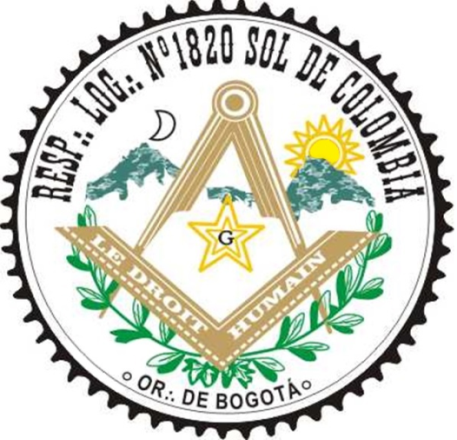 RESP.: LOG.: Nº1820 SOL DE COLOMBIA
G
LE DROIT HUMAIN
OR.: DE BOGOTÁ